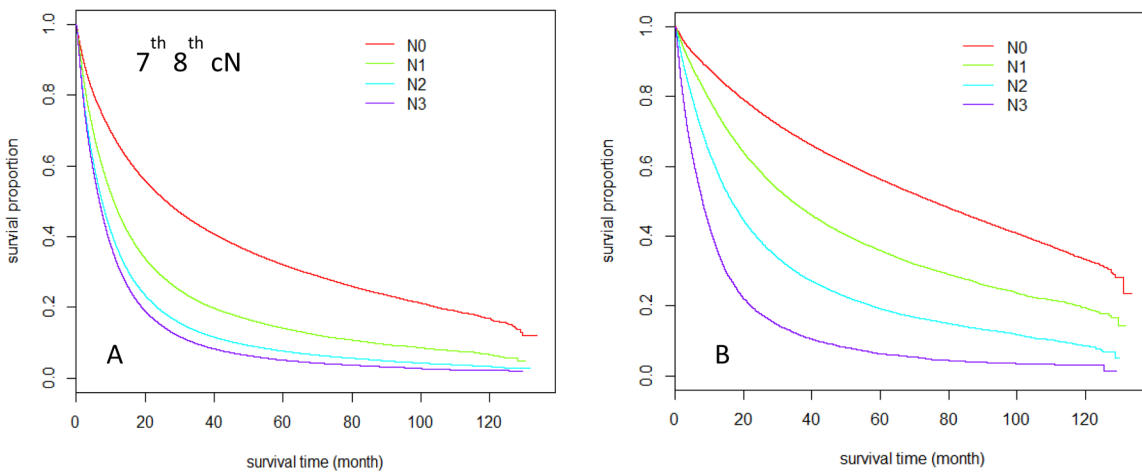 7th 8th cN
N0
N1
N2
N3
survial proportion
1.0
0.8
0.6
0.4
0.2
0.0
A
0 20 40 60 80 100 120
survival time (month)
N0
N1
N2
N3
survial proportion
1.0
0.8
0.6
0.4
0.2
0.0
B
0 20 40 60 80 100 120
survival time (month)